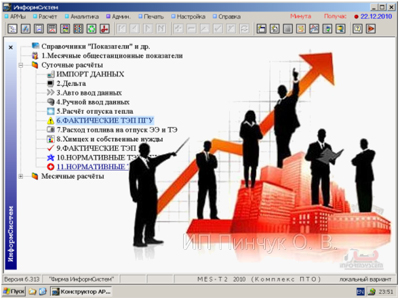 ИнформСистем
АРМы Расчёт Аналитика Админ. Печать Настройка Справка Минута Получас 22.12.2010
Справочники "Показатели" и др.
1.Месячные общестанционные показатели
Суточные расчёты
ИМПОРТ ДАННЫХ
2.Дельта
3.Авто ввод данных
4.Ручной ввод данных
5.Расчёт отпуска тепла
6.ФАКТИЧЕСКИЕ ТЭП ПГУ
7.Расход топлива на отпуск ЭЭ и ТЭ
8.Химцех и собственные нужды
9.ФАКТИЧЕСКИЕ ТЭП
10.НОРМАТИВНЫЕ ТЭП
11.НОРМАТИВНЫЕ
Месячные расчёты
ИнформСистем
ИП Пинчук О. В.
Версия 6.313 "Фирма ИнформСистем" MES-T2 2010 (Комплекс ПТО) локальный вариант
Пуск Конструктор АР... 23:51